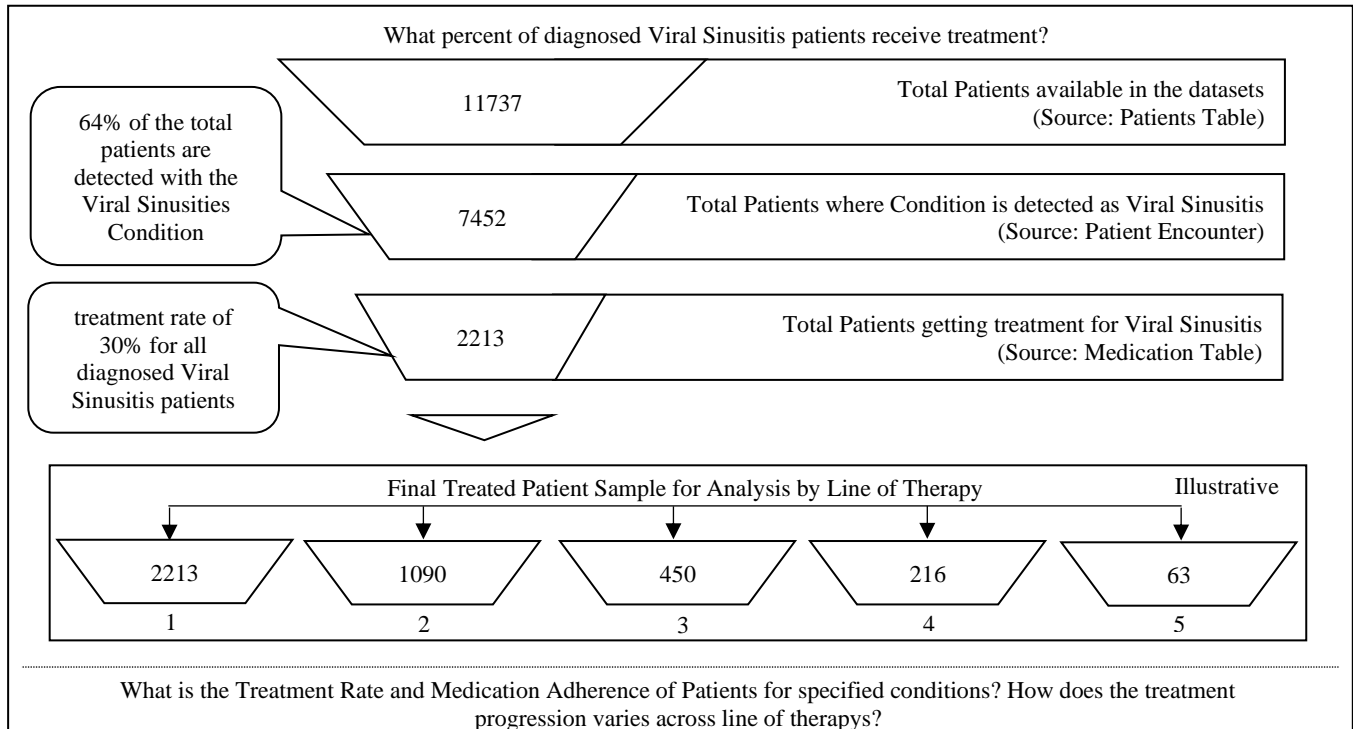 What percent of diagnosed Viral Sinusitis patients receive treatment?
11737
Total Patients available in the datasets
(Source: Patients Table)
64% of the total
patients are
detected with the
Viral Sinusities
Condition
7452
Total Patients where Condition is detected as Viral Sinusitis
(Source: Patient Encounter)
treatment rate of
30% for all
diagnosed Viral
Sinusitis patients
2213
Total Patients getting treatment for Viral Sinusitis
(Source: Medication Table)
Final Treated Patient Sample for Analysis by Line of Therapy
Illustrative
2213 1090 450 216 63
1 2 3 4 5
What is the Treatment Rate and Medication Adherence of Patients for specified conditions? How does the treatment
progression varies across line of therapys?